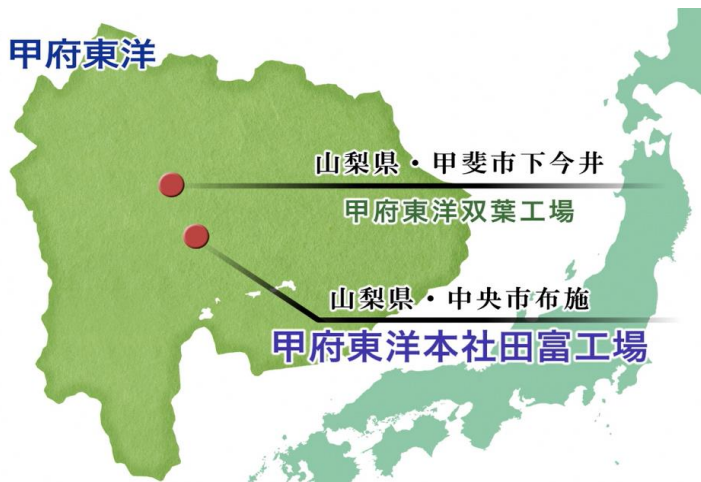 甲府東洋
山梨県・甲斐市下今井
甲府東洋双葉工場
山梨県・中央市布施
甲府東洋本社田富工場